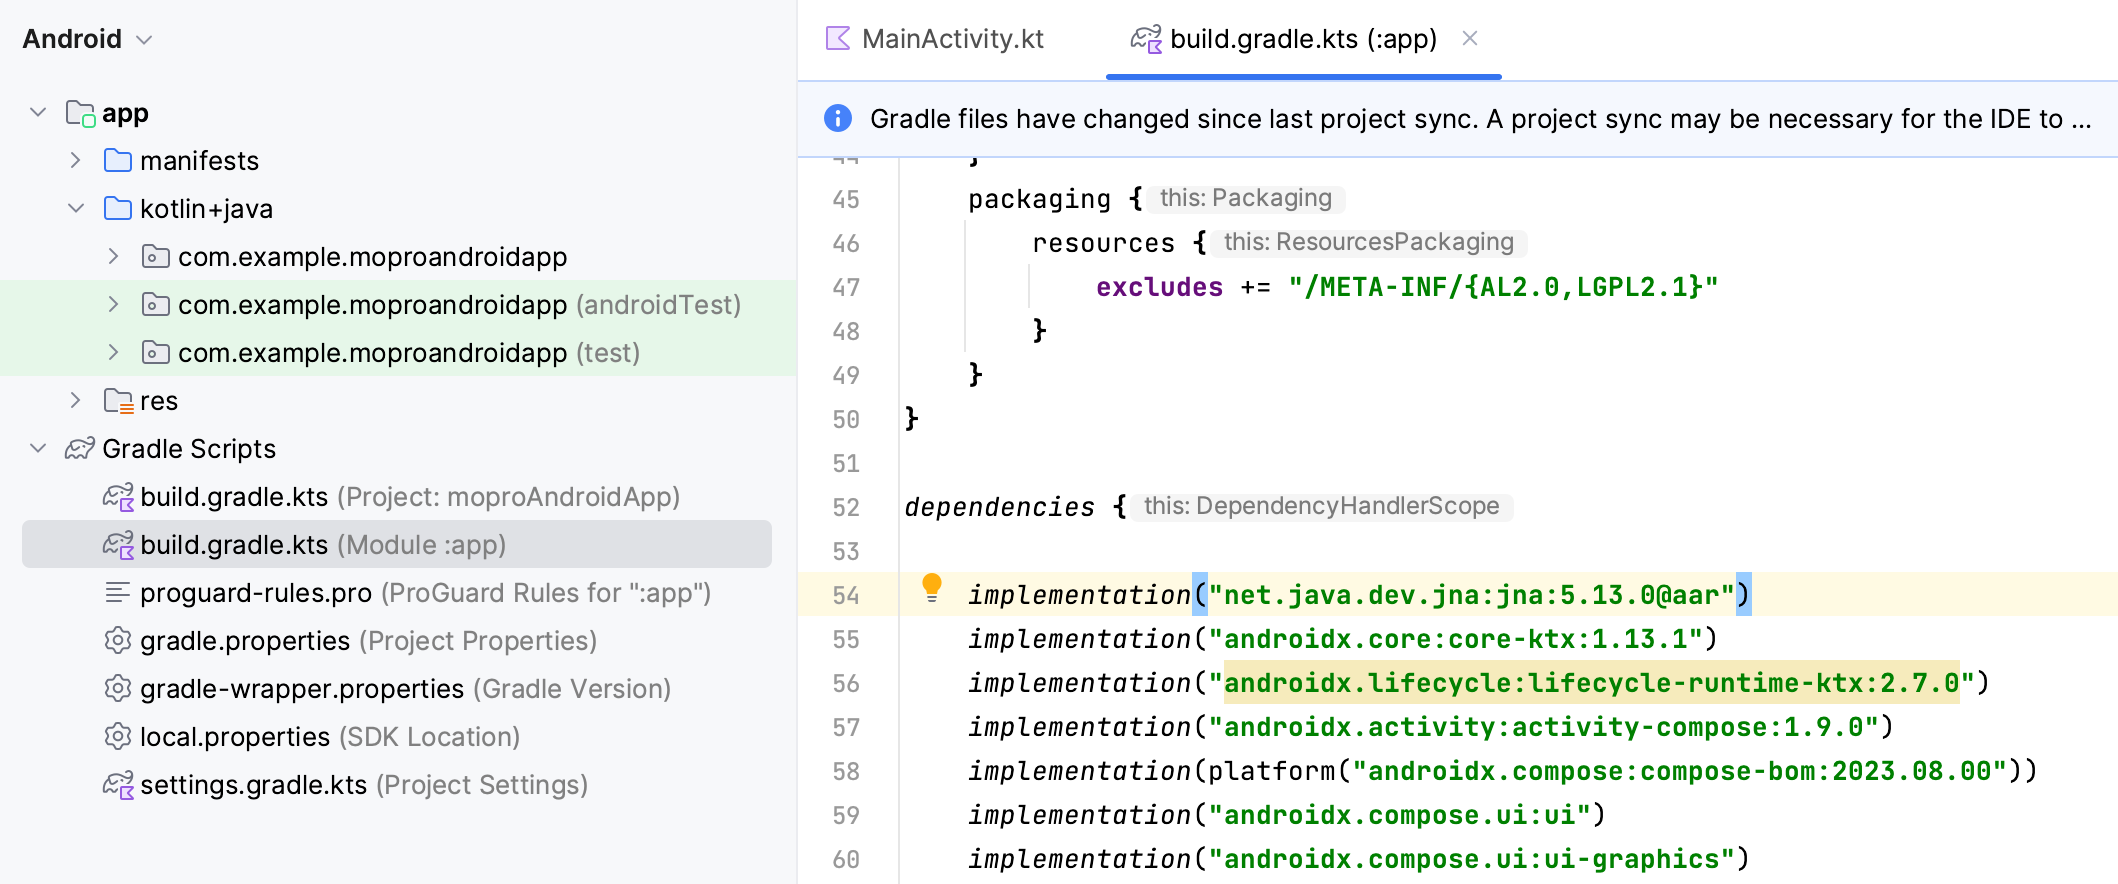 Android
app
manifests
kotlin+java
com.example.moproandroidapp
com.example.moproandroidapp (androidTest)
com.example.moproandroidapp (test)
res
Gradle Scripts
build.gradle.kts (Project: moproAndroidApp)
build.gradle.kts (Module :app)
proguard-rules.pro (ProGuard Rules for ":app")
gradle.properties (Project Properties)
gradle-wrapper.properties (Gradle Version)
local.properties (SDK Location)
settings.gradle.kts (Project Settings)
MainActivity.kt build.gradle.kts (:app)
Gradle files have changed since last project sync. A project sync may be necessary for the IDE to ...
44 }
45 packaging { this: Packaging
46 resources { this: ResourcesPackaging
47 excludes += "/META-INF/{AL2.0,LGPL2.1}"
48 }
49 }
50 }
51
52 dependencies { this: DependencyHandlerScope
53
54 implementation("net.java.dev.jna:jna:5.13.0@aar")
55 implementation("androidx.core:core-ktx:1.13.1")
56 implementation("androidx.lifecycle:lifecycle-runtime-ktx:2.7.0")
57 implementation("androidx.activity:activity-compose:1.9.0")
58 implementation(platform("androidx.compose:compose-bom:2023.08.00"))
59 implementation("androidx.compose.ui:ui")
60 implementation("androidx.compose.ui:ui-graphics")